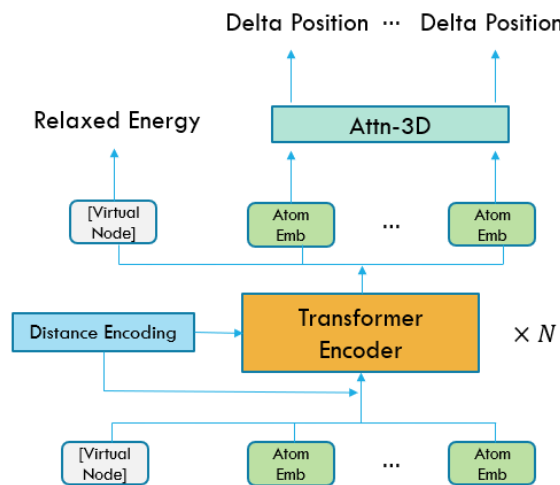 Delta Position ... Delta Position
Attn-3D
Relaxed Energy
[Virtual
Node]
Atom
Emb
...
Atom
Emb
Distance Encoding
Transformer
Encoder
× N
[Virtual
Node]
Atom
Emb
...
Atom
Emb